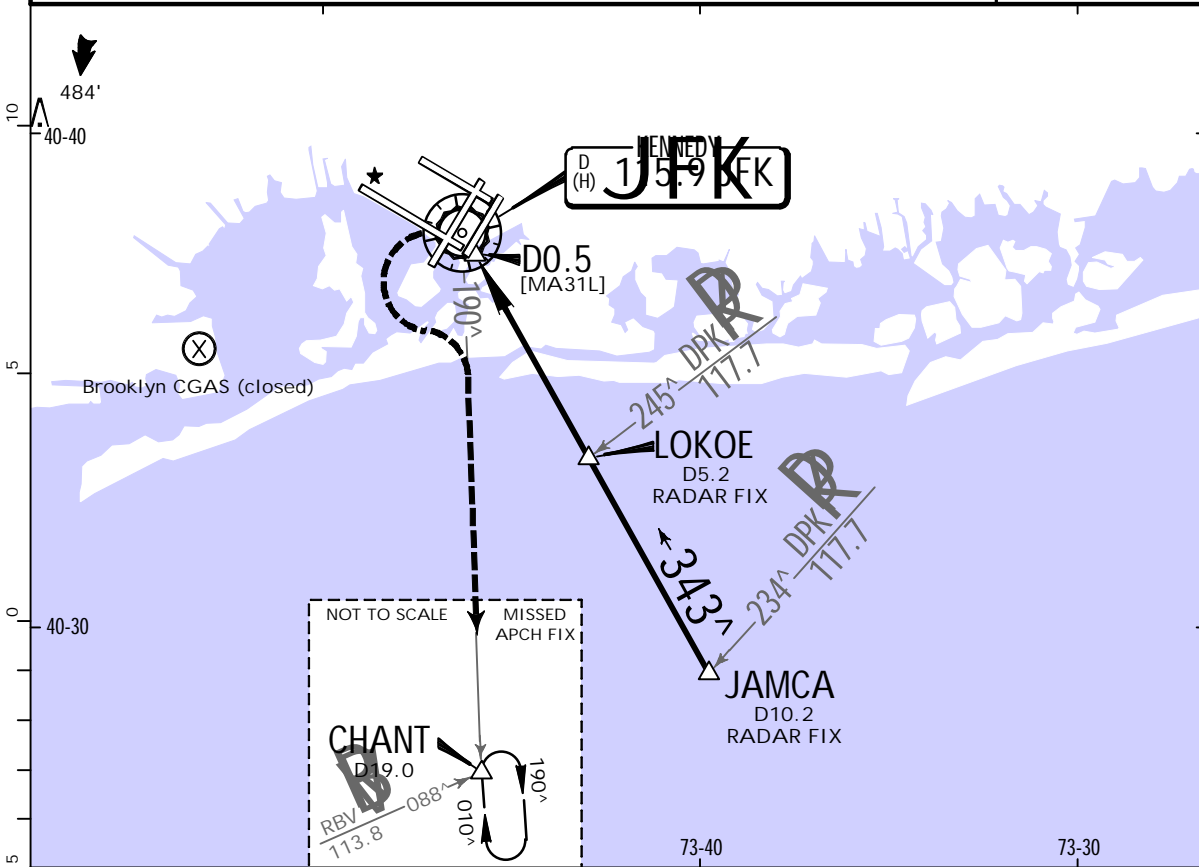 484'
10
40-40
KENNEDY
D
(H) 115.9 JFK
JFK
D0.5
[MA31L]
190^
5
Brooklyn CGAS (closed)
245^ DPK
117.7
LOKOE
D5.2
RADAR FIX
234^ DPK
117.7
343^
0
40-30
NOT TO SCALE
MISSED
APCH FIX
JAMCA
D10.2
RADAR FIX
CHANT
D19.0
RBV 088^
113.8
010^
190^
5
73-40
73-30